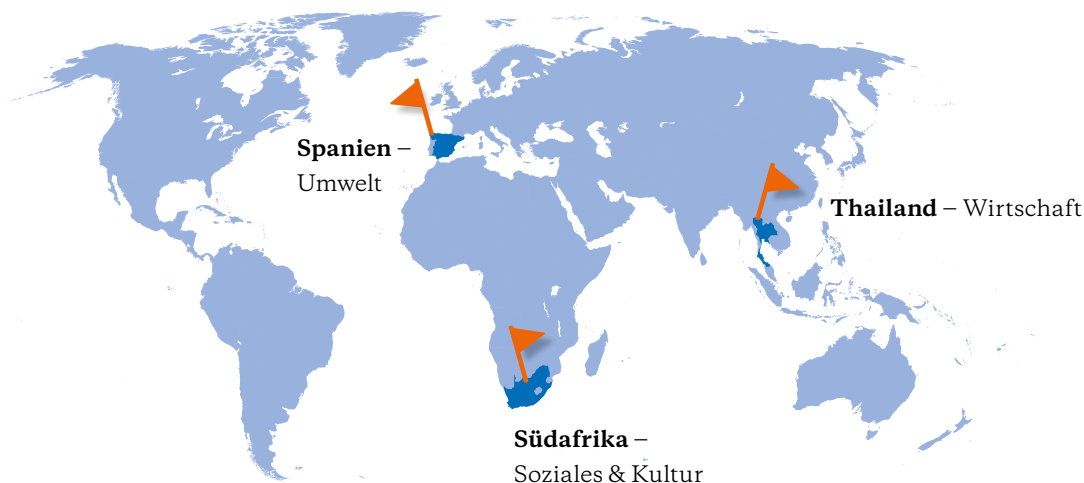 Spanien –
Umwelt
Thailand – Wirtschaft
Südafrika –
Soziales & Kultur